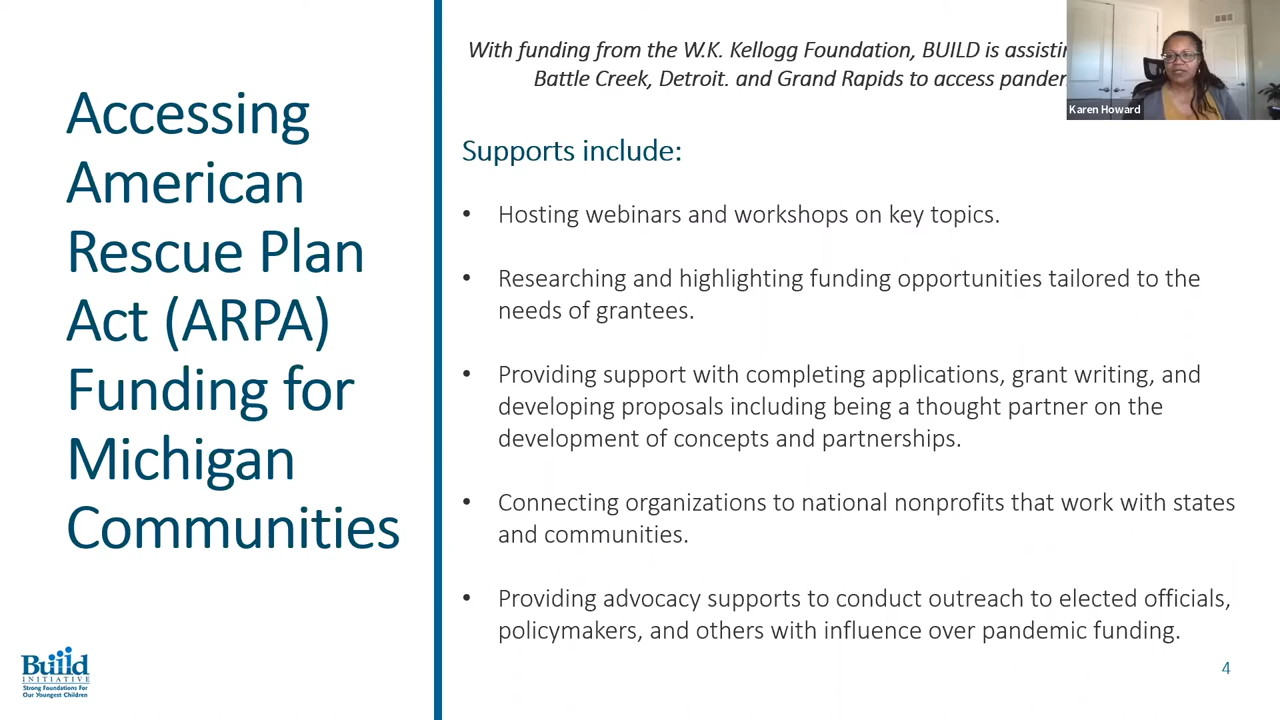 Accessing
American
Rescue Plan
Act (ARPA)
Funding for
Michigan
Communities
With funding from the W.K. Kellogg Foundation, BUILD is
Battle Creek, Detroit. and Grand Rapids to access
Karen Howard
Supports include:
• Hosting webinars and workshops on key topics.
• Researching and highlighting funding opportunities tailored to the
needs of grantees.
• Providing support with completing applications, grant writing, and
developing proposals including being a thought partner on the
development of concepts and partnerships.
• Connecting organizations to national nonprofits that work with states
and communities.
• Providing advocacy supports to conduct outreach to elected officials,
policymakers, and others with influence over pandemic funding.
Build
INITIATIVE
Strong Foundations For
Our Youngest Children
4